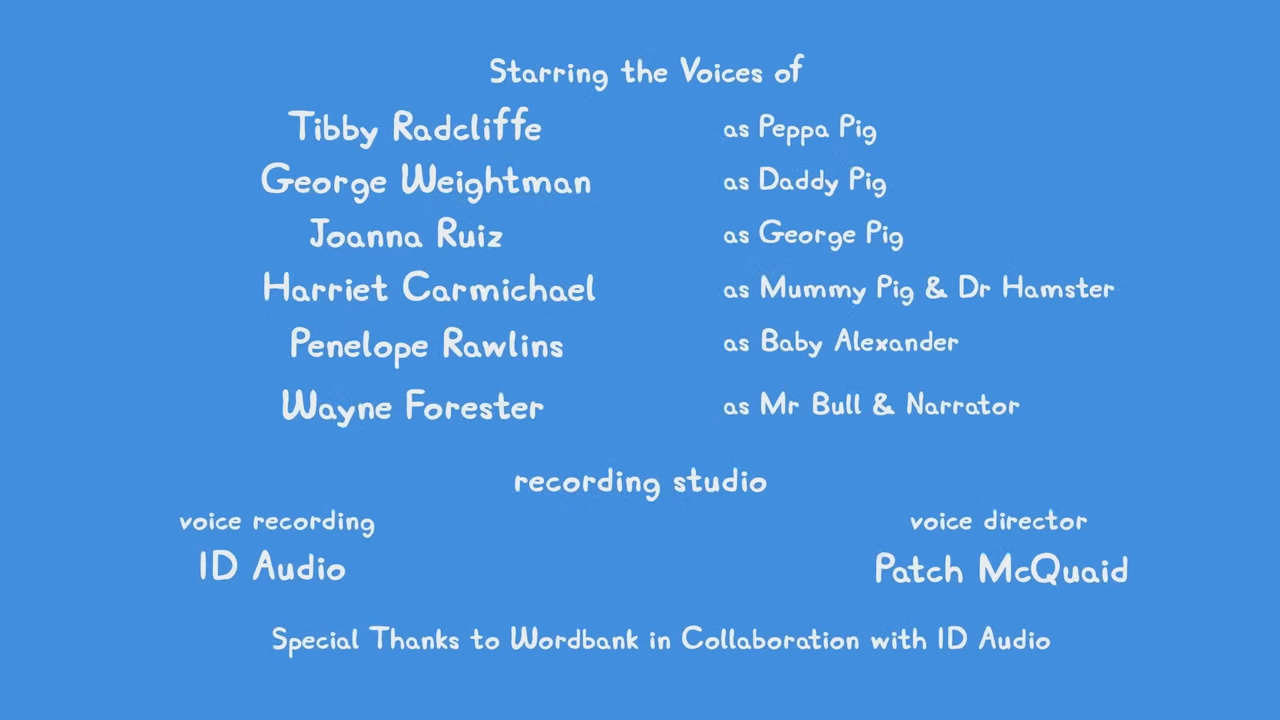 Starring the Voices of
Tibby Radcliffe as Peppa Pig
George Weightman as Daddy Pig
Joanna Ruiz as George Pig
Harriet Carmichael as Mummy Pig & Dr Hamster
Penelope Rawlins as Baby Alexander
Wayne Forester as Mr Bull & Narrator
recording studio
voice recording voice director
ID Audio Patch McQuaid
Special Thanks to Wordbank in Collaboration with ID Audio